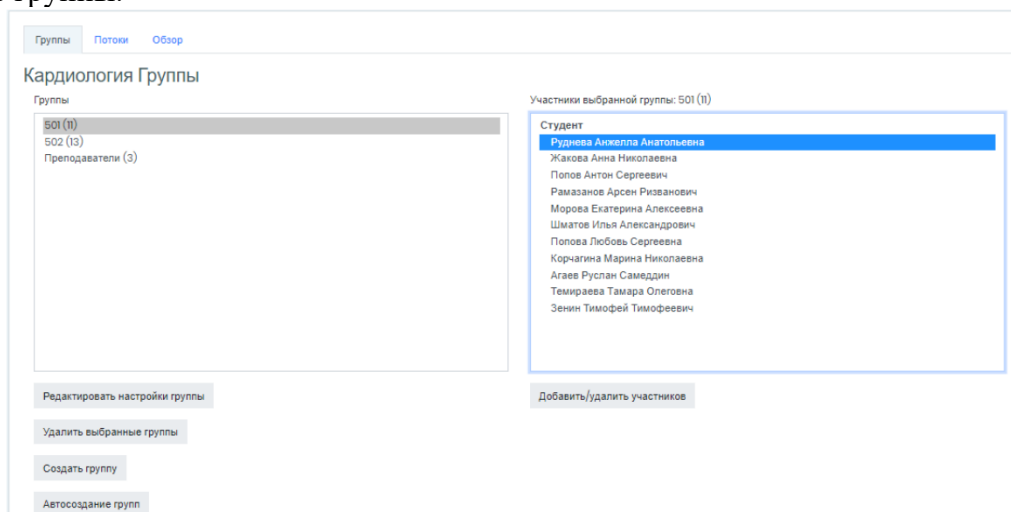 Группы Потоки Обзор
Кардиология Группы
Группы
501 (11)
502 (13)
Преподаватели (3)
Участники выбранной группы: 501 (11)
Студент
Руднева Анжелла Анатольевна
Жакова Анна Николаевна
Попов Антон Сергеевич
Рамазанов Арсен Ризванович
Морова Екатерина Алексеевна
Шматов Илья Александрович
Попова Любовь Сергеевна
Корчагина Марина Николаевна
Агаев Руслан Самеддин
Темираева Тамара Олеговна
Зенин Тимофей Тимофеевич
Редактировать настройки группы
Удалить выбранные группы
Создать группу
Автосоздание групп
Добавить/удалить участников